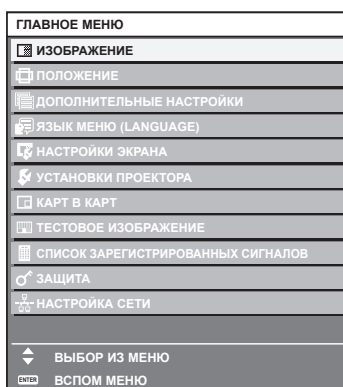 ГЛАВНОЕ МЕНЮ
ИЗОБРАЖЕНИЕ
ПОЛОЖЕНИЕ
ДОПОЛНИТЕЛЬНЫЕ НАСТРОЙКИ
ЯЗЫК МЕНЮ (LANGUAGE)
НАСТРОЙКИ ЭКРАНА
УСТАНОВКИ ПРОЕКТОРА
КАРТ В КАРТ
ТЕСТОВОЕ ИЗОБРАЖЕНИЕ
СПИСОК ЗАРЕГИСТРИРОВАННЫХ СИГНАЛОВ
ЗАЩИТА
НАСТРОЙКА СЕТИ
ВЫБОР ИЗ МЕНЮ
ENTER ВСПОМ МЕНЮ